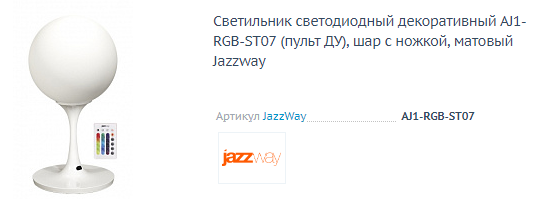 Светильник светодиодный декоративный AJ1-
RGB-ST07 (пульт ДУ), шар с ножкой, матовый
Jazzway
Артикул JazzWay AJ1-RGB-ST07
jazzway